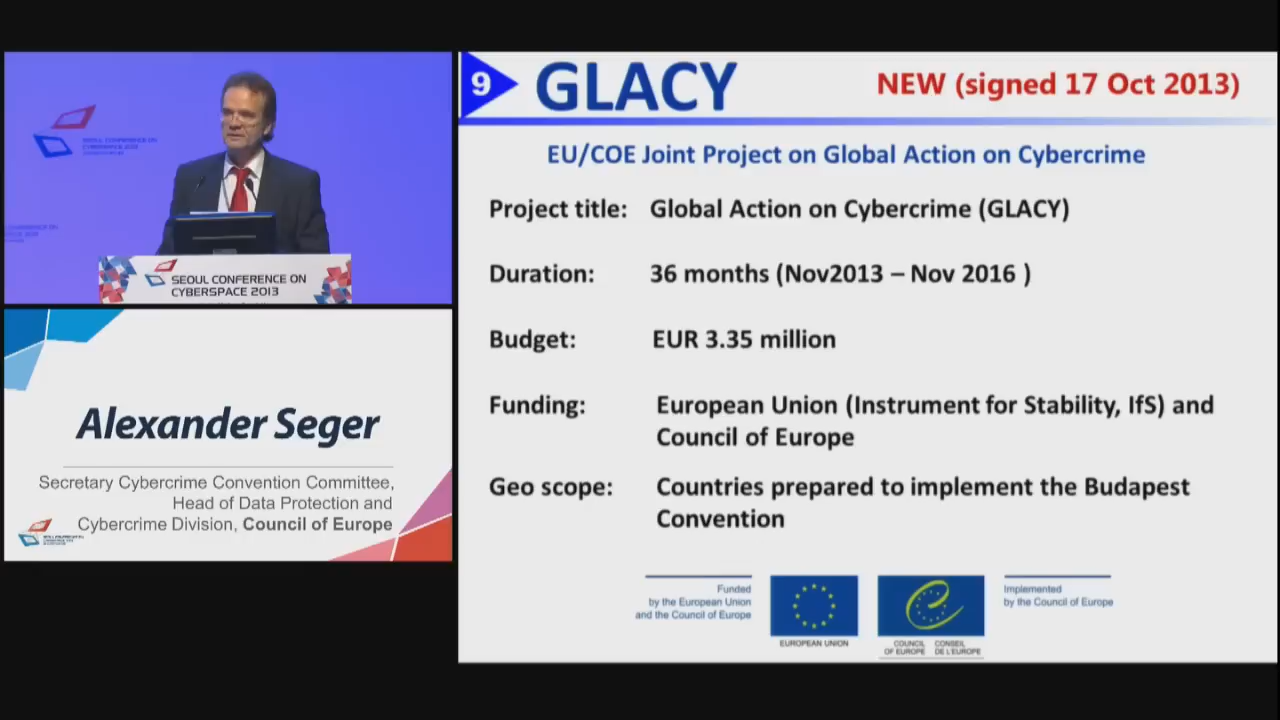 SEOUL CONFERENCE ON
CYBERSPACE 2013
SEOUL CONFERENCE ON
CYBERSPACE 2013
Alexander Seger
Secretary Cybercrime Convention Committee,
Head of Data Protection and
Cybercrime Division, Council of Europe
9
GLACY
NEW (signed 17 Oct 2013)
EU/COE Joint Project on Global Action on Cybercrime
Project title: Global Action on Cybercrime (GLACY)
Duration: 36 months (Nov2013 – Nov 2016 )
Budget: EUR 3.35 million
Funding: European Union (Instrument for Stability, IfS) and
Council of Europe
Geo scope: Countries prepared to implement the Budapest
Convention
Funded
by the European Union
and the Council of Europe
EUROPEAN UNION
COUNCIL CONSEIL
OF EUROPE DE L'EUROPE
Implemented
by the Council of Europe